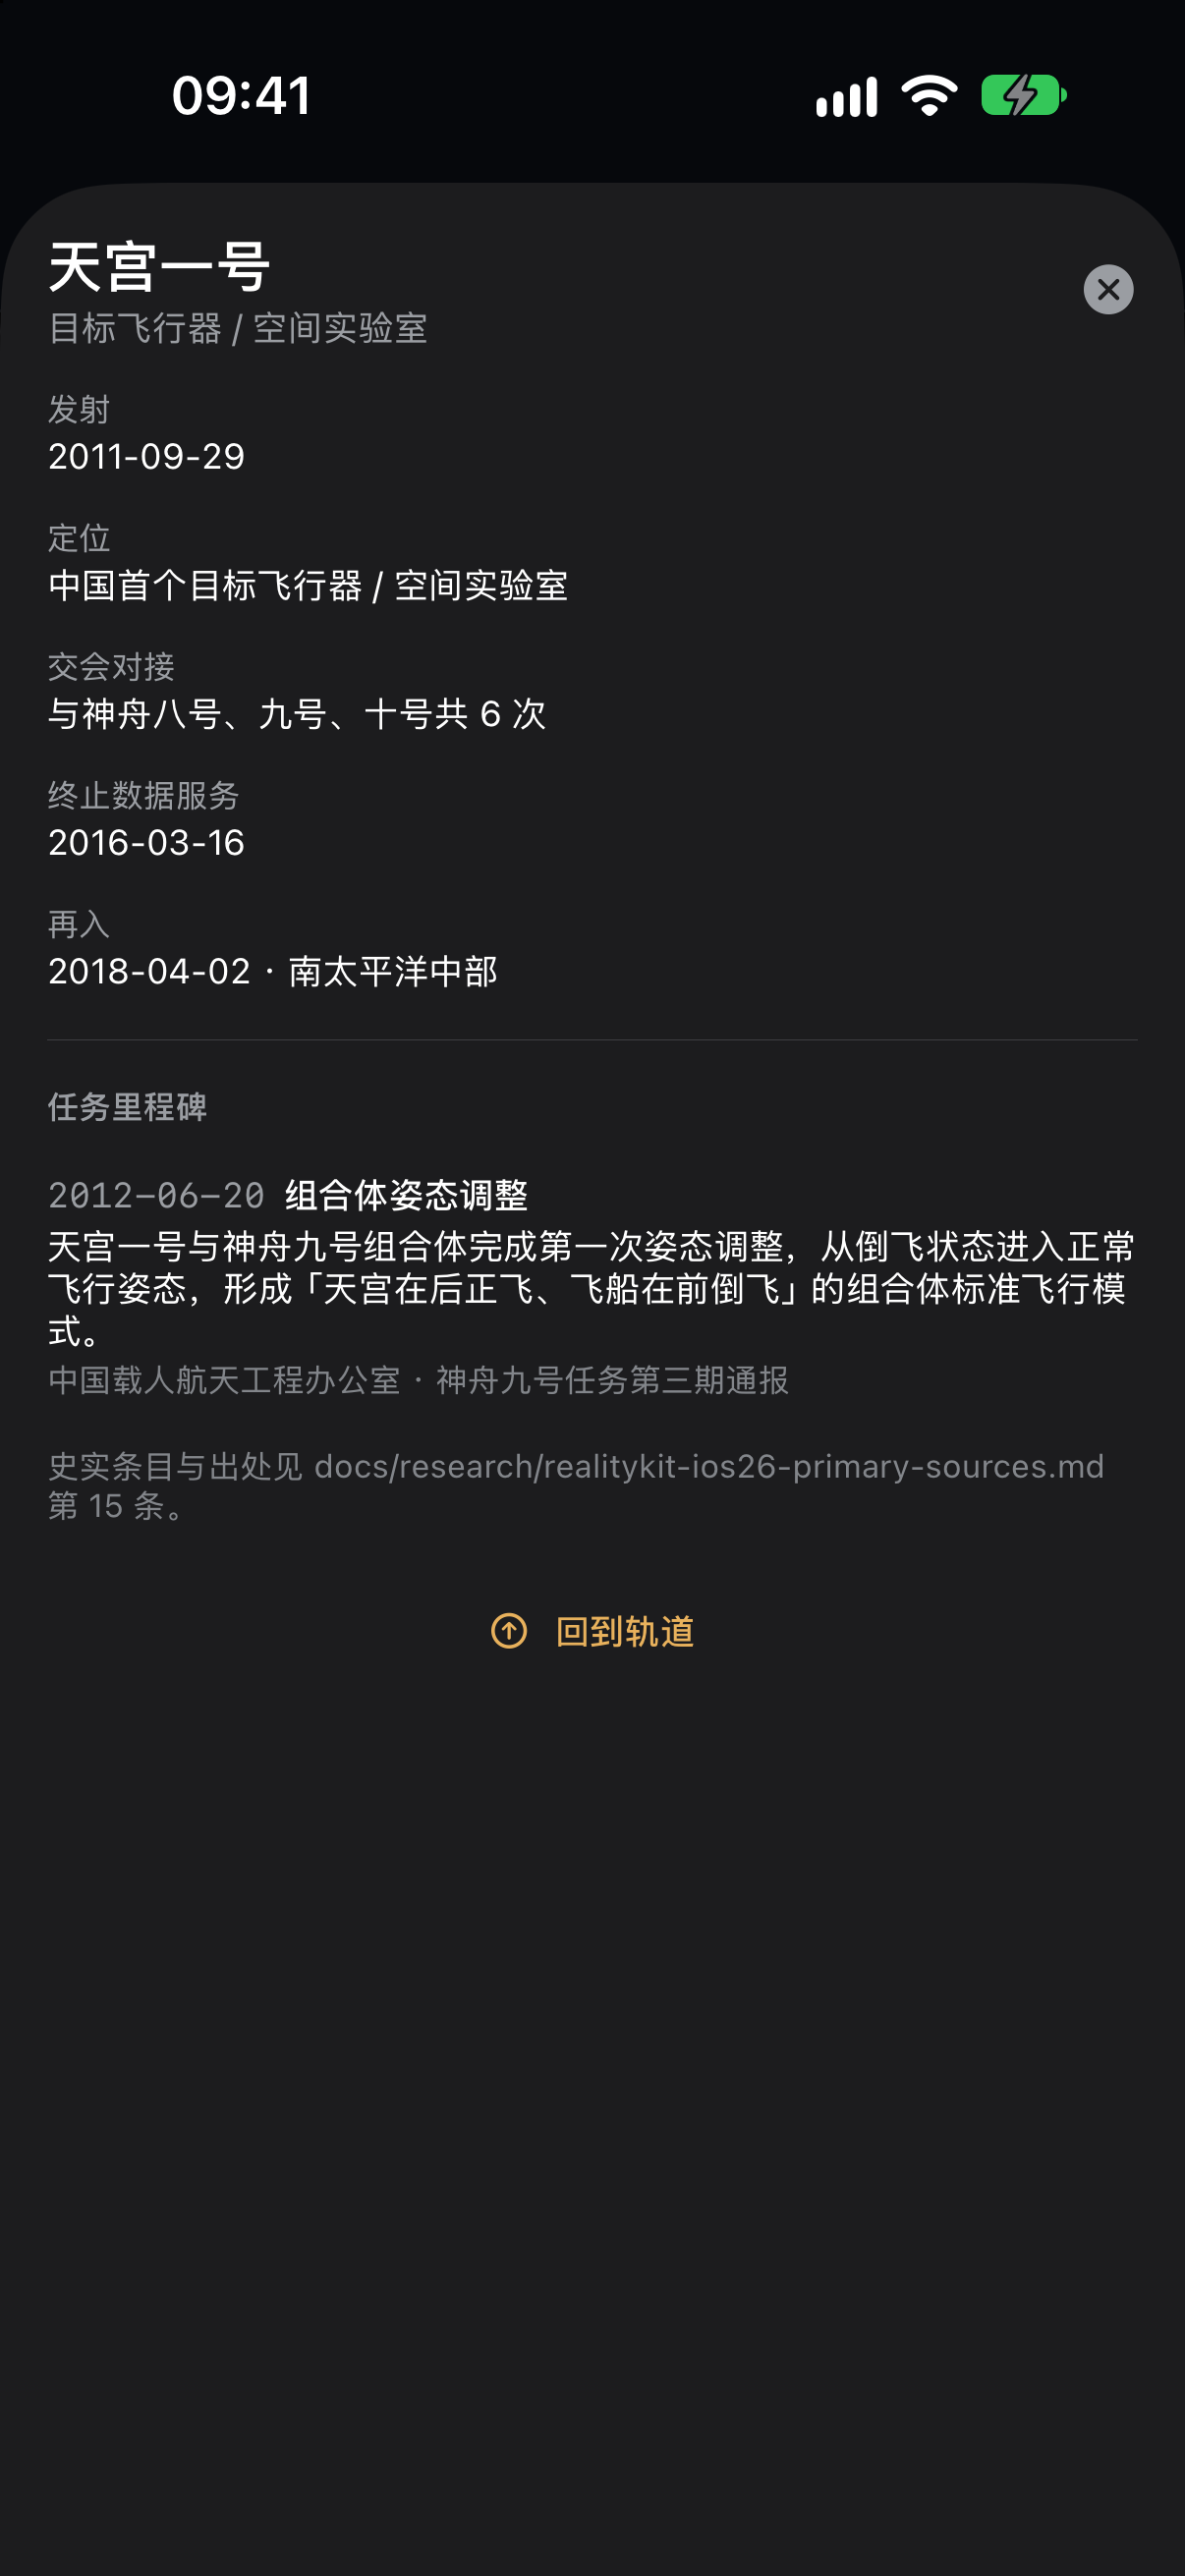 09:41
天宫一号
目标飞行器 / 空间实验室
发射
2011-09-29
定位
中国首个目标飞行器 / 空间实验室
交会对接
与神舟八号、九号、十号共 6 次
终止数据服务
2016-03-16
再入
2018-04-02 · 南太平洋中部
任务里程碑
2012-06-20 组合体姿态调整
天宫一号与神舟九号组合体完成第一次姿态调整，从倒飞状态进入正常
飞行姿态，形成「天宫在后正飞、飞船在前倒飞」的组合体标准飞行模
式。
中国载人航天工程办公室 · 神舟九号任务第三期通报
史实条目与出处见 docs/research/realitykit-ios26-primary-sources.md
第 15 条。
回到轨道